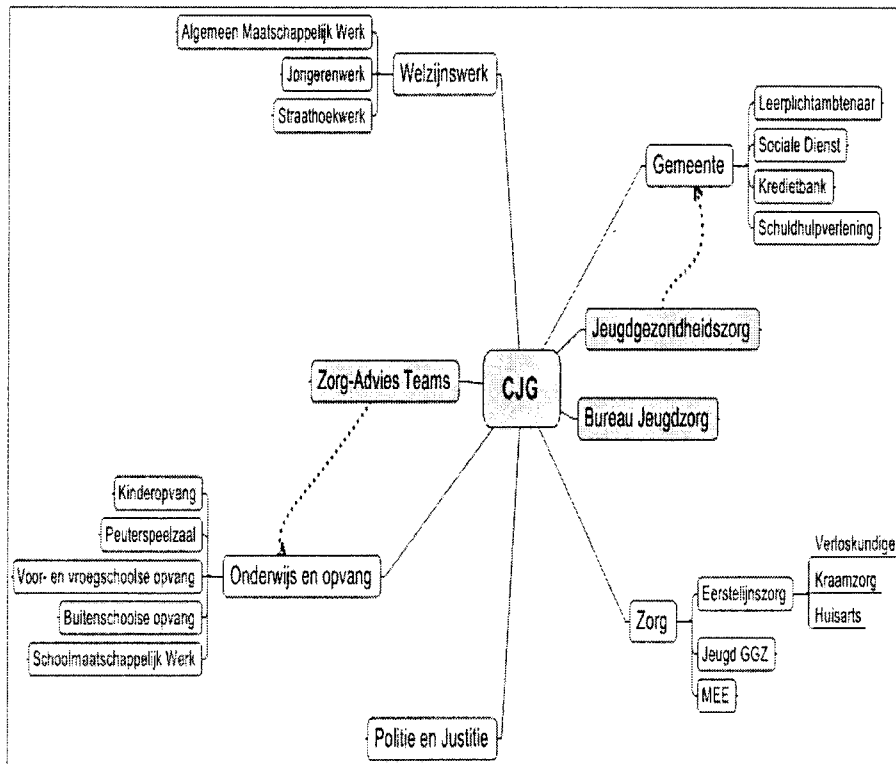 Algemeen Maatschappelijk Werk
Jongerenwerk
Straathoekwerk
Welzijnswerk
Gemeente
Leerplichtambtenaar
Sociale Dienst
Kredietbank
Schuldhulpverlening
Jeugdgezondheidszorg
Zorg-Advies Teams
CJG
Bureau Jeugdzorg
Kinderopvang
Peuterspeelzaal
Voor- en vroegschoolse opvang
Buitenschoolse opvang
Schoolmaatschappelijk Werk
Onderwijs en opvang
Zorg
Eerstelijnszorg
Verloskundige
Kraamzorg
Huisarts
Jeugd GGZ
MEE
Politie en Justitie